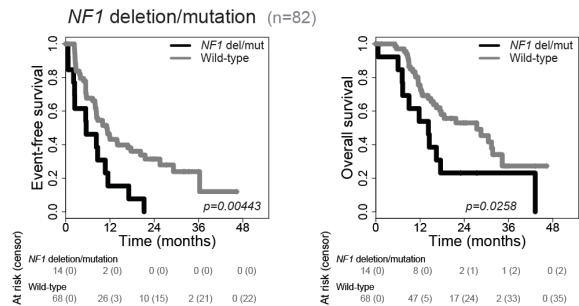 NF1 deletion/mutation (n=82)
Event-free survival
1.0
0.8
0.6
0.4
0.2
0.0
NF1 del/mut
Wild-type
p=0.00443
0 12 24 36 48
Time (months)
At risk (censor)
NF1 deletion/mutation
14 (0) 2 (0) 0 (0) 0 (0) 0 (0)
Wild-type
68 (0) 26 (3) 10 (15) 2 (21) 0 (22)
Overall survival
1.0
0.8
0.6
0.4
0.2
0.0
NF1 del/mut
Wild-type
p=0.0258
0 12 24 36 48
Time (months)
At risk (censor)
NF1 deletion/mutation
14 (0) 8 (0) 2 (1) 1 (2) 0 (2)
Wild-type
68 (0) 47 (5) 17 (24) 2 (33) 0 (35)